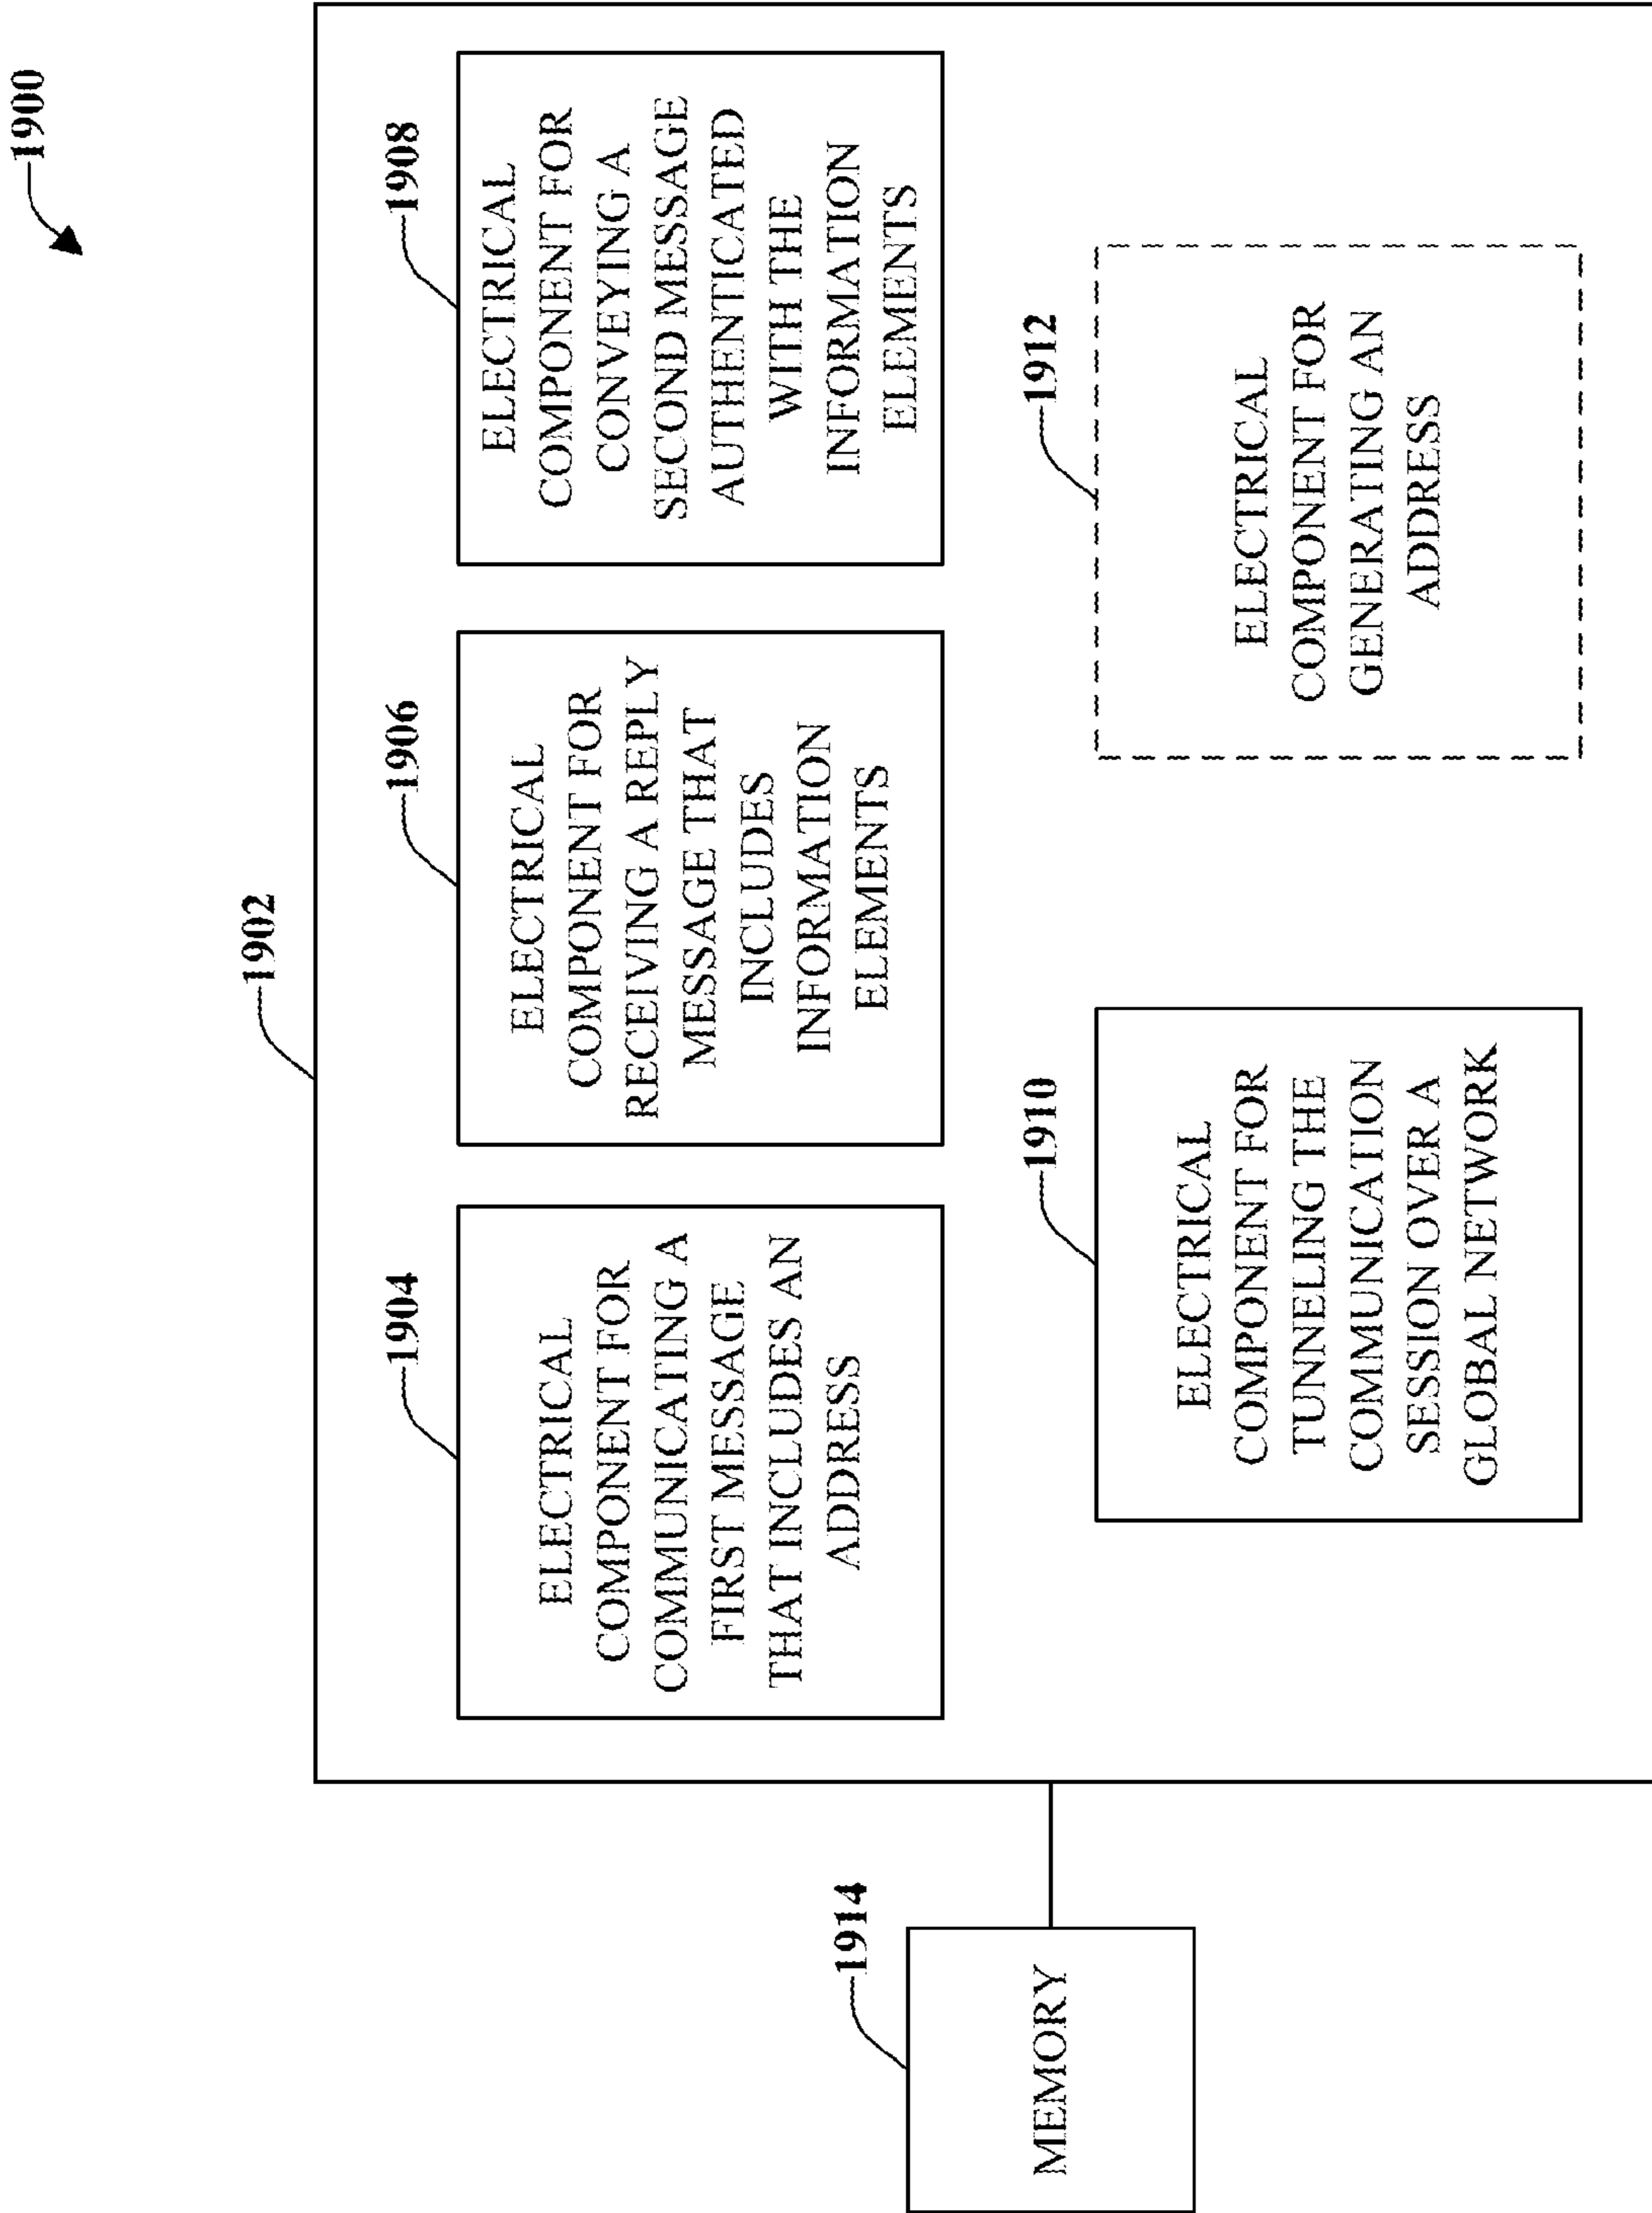 1900
1902
1904
ELECTRICAL
COMPONENT FOR
COMMUNICATING A
FIRST MESSAGE
THAT INCLUDES AN
ADDRESS
1906
ELECTRICAL
COMPONENT FOR
RECEIVING A REPLY
MESSAGE THAT
INCLUDES
INFORMATION
ELEMENTS
1908
ELECTRICAL
COMPONENT FOR
CONVEYING A
SECOND MESSAGE
AUTHENTICATED
WITH THE
INFORMATION
ELEMENTS
1914
MEMORY
1910
ELECTRICAL
COMPONENT FOR
TUNNELING THE
COMMUNICATION
SESSION OVER A
GLOBAL NETWORK
1912
ELECTRICAL
COMPONENT FOR
GENERATING AN
ADDRESS